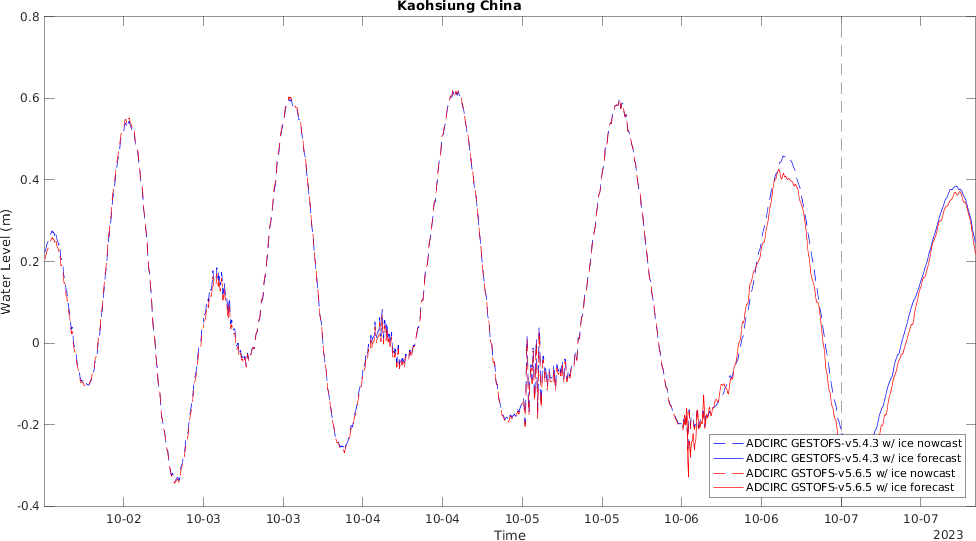 Kaohsiung China
Water Level (m)
0.8
0.6
0.4
0.2
0
-0.2
-0.4
10-02
10-03
10-03
10-04
10-04
10-05
10-05
10-06
10-06
10-07
10-07
Time
2023
ADCIRC GESTOFS-v5.4.3 w/ ice nowcast
ADCIRC GESTOFS-v5.4.3 w/ ice forecast
ADCIRC GSTOFS-v5.6.5 w/ ice nowcast
ADCIRC GSTOFS-v5.6.5 w/ ice forecast